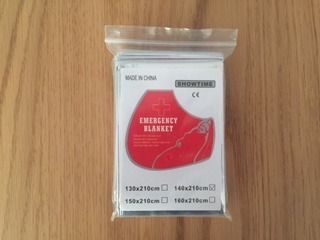 MADE IN CHINA
SHOWTIME
CE
EMERGENCY
BLANKET
130x210cm 140x210cm
150x210cm 160x210cm